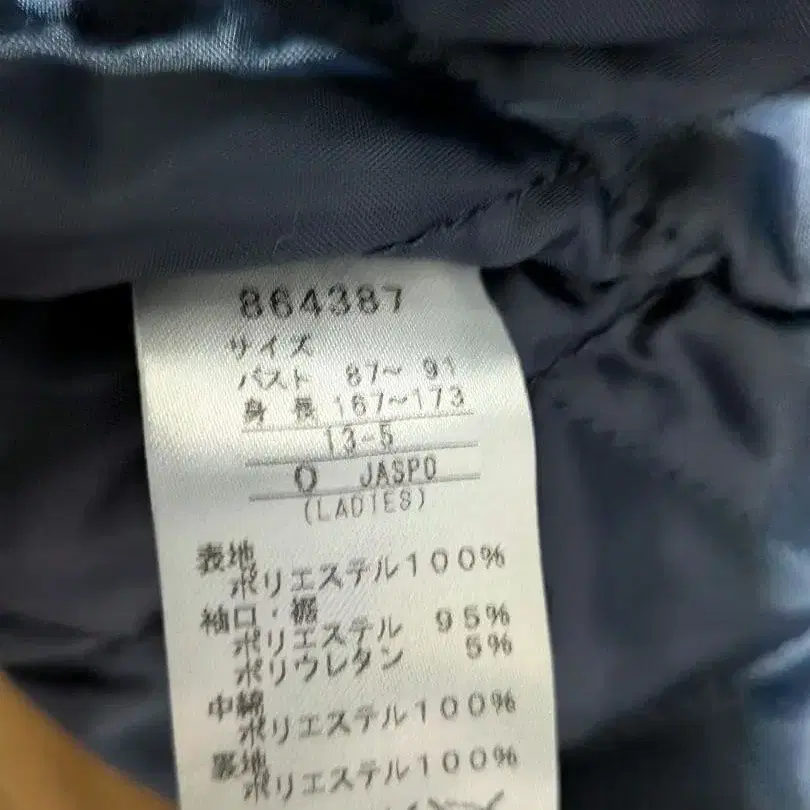 864387
サイズ
バスト 87～91
身長 167～173
13-5
O JASPO
(LADIES)
表地
ポリエステル100%
袖口・裾
ポリエステル 95%
ポリウレタン 5%
中綿
ポリエステル100%
裏地
ポリエステル100%